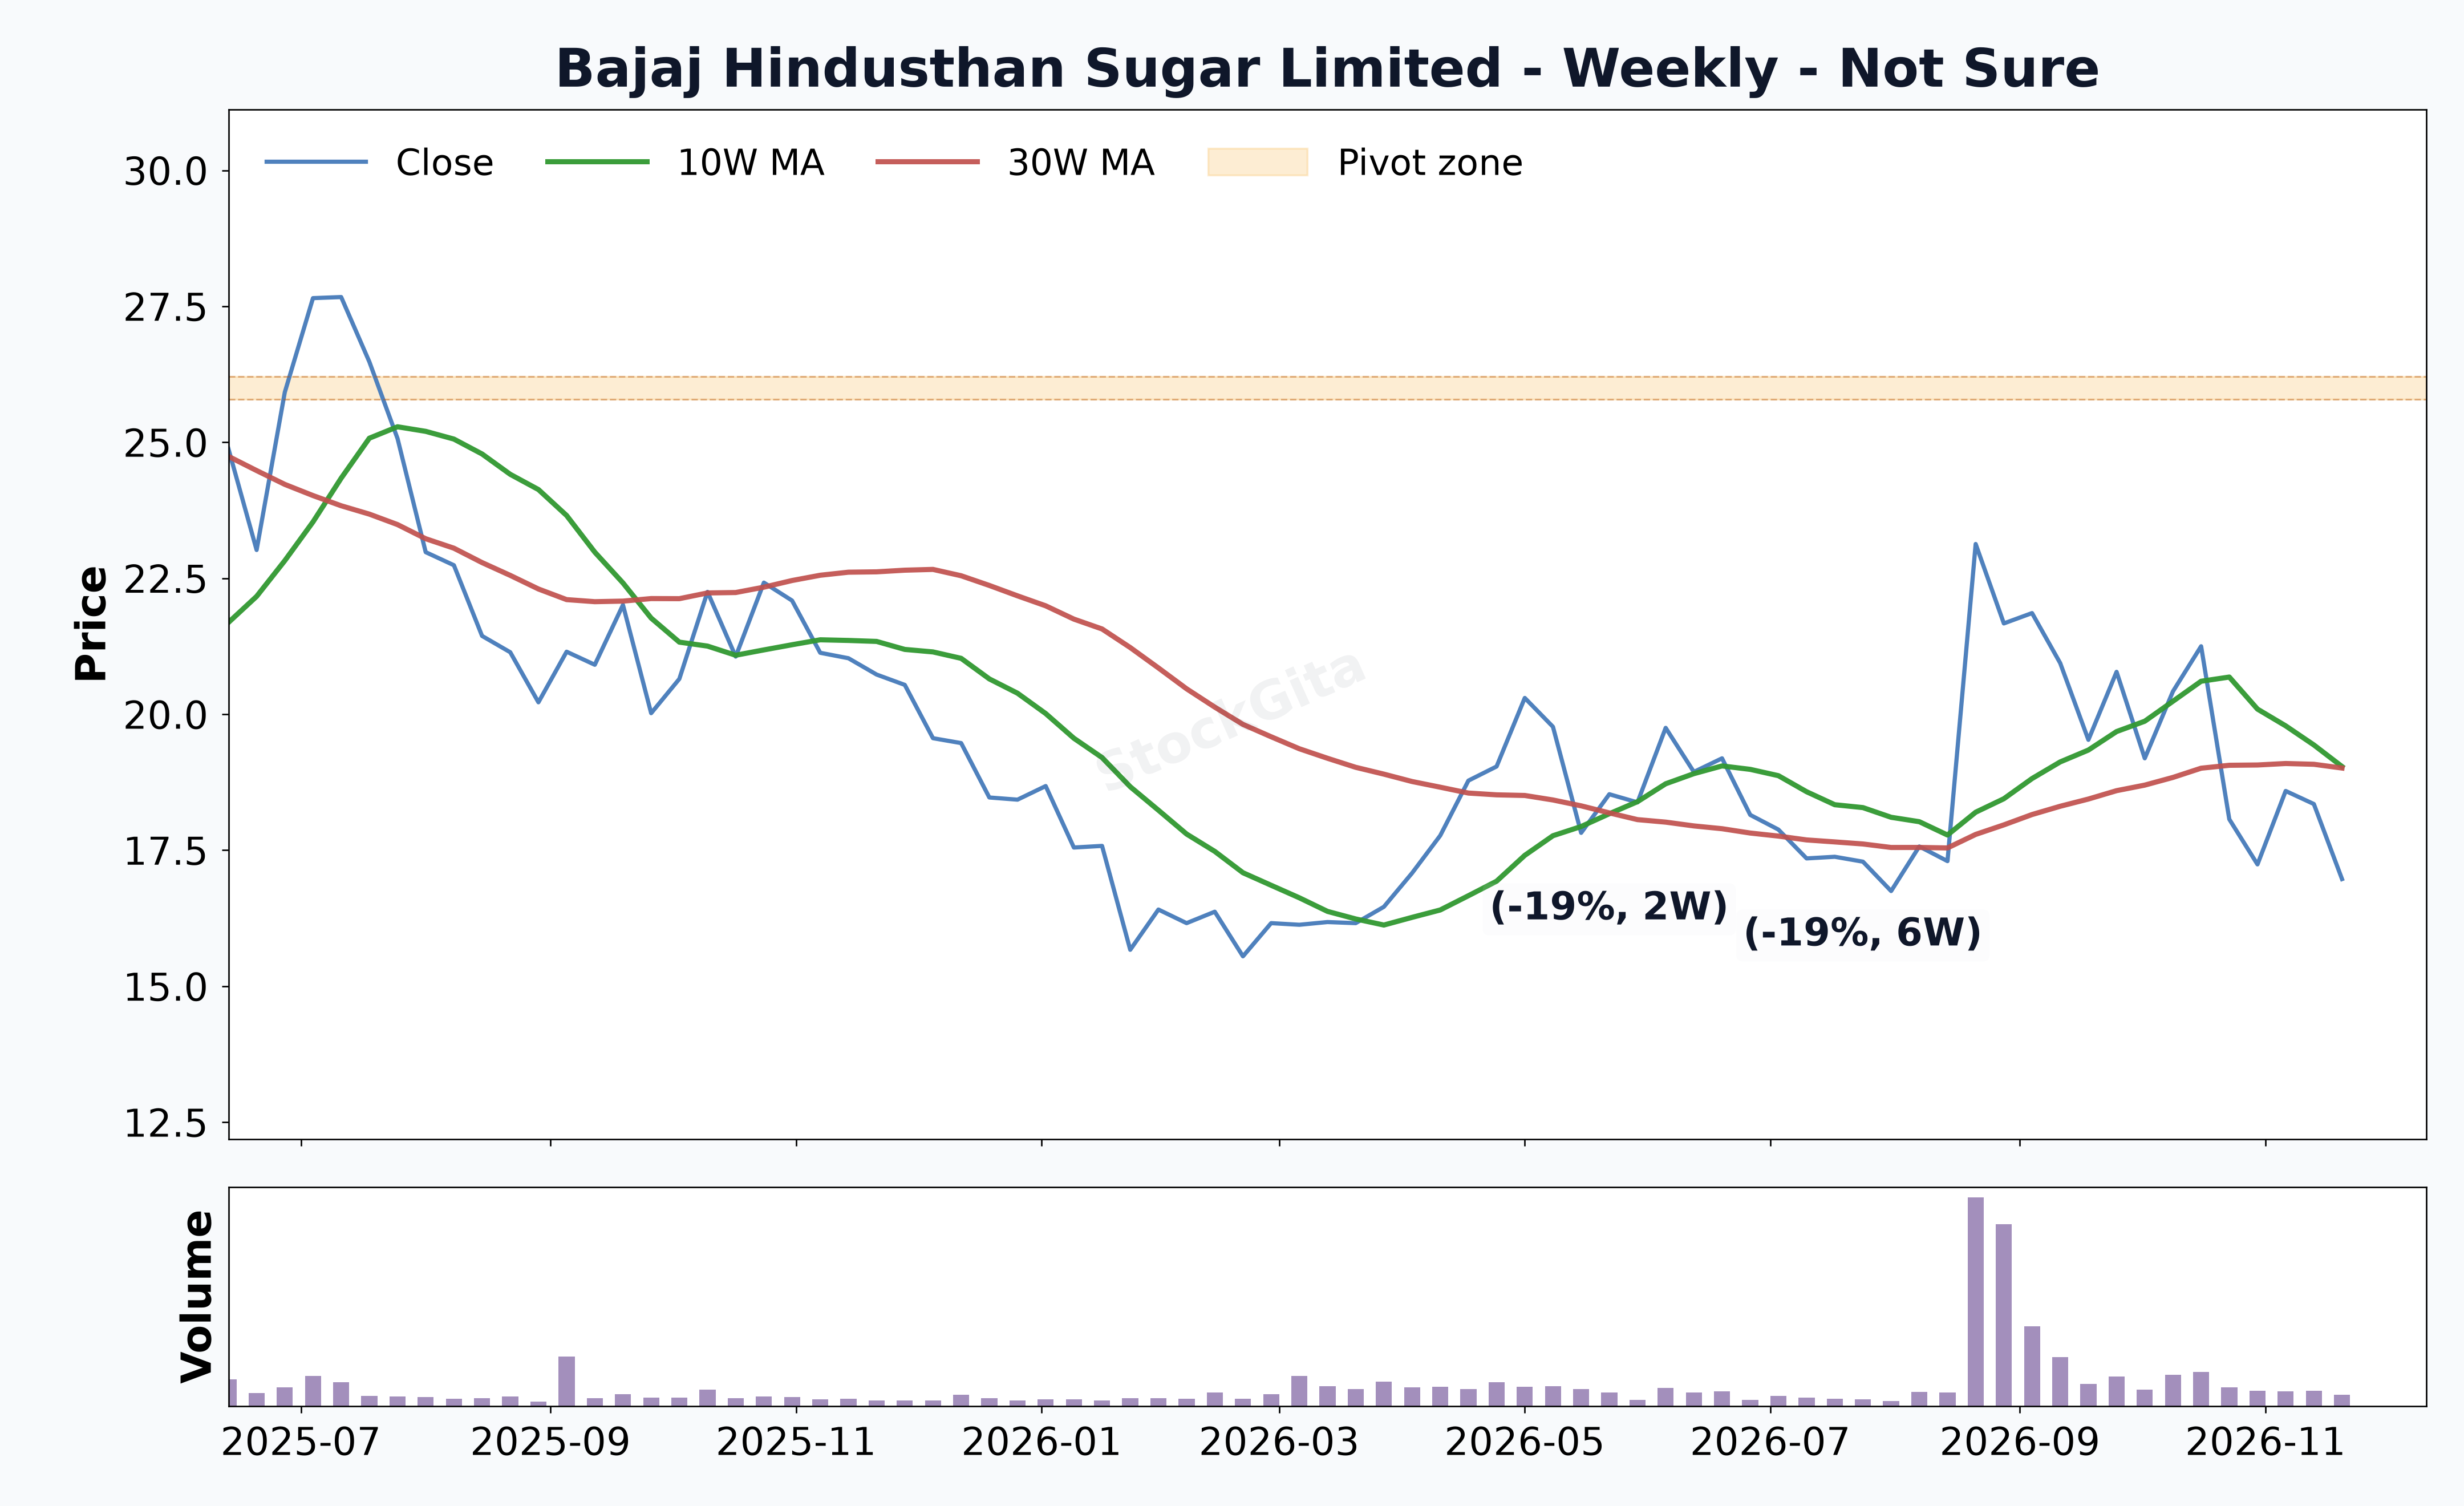 Bajaj Hindusthan Sugar Limited - Weekly - Not Sure
Close 10W MA 30W MA Pivot zone
30.0
27.5
25.0
22.5
20.0
17.5
15.0
12.5
Price
StockGita
(-19%, 2W)
(-19%, 6W)
Volume
2025-07 2025-09 2025-11 2026-01 2026-03 2026-05 2026-07 2026-09 2026-11